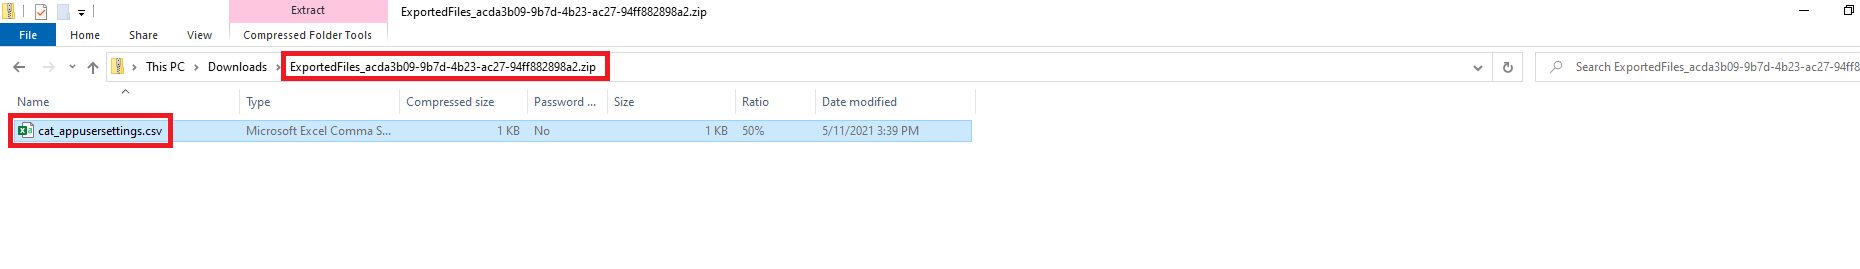 Extract
ExportedFiles_acda3b09-9b7d-4b23-ac27-94ff882898a2.zip
File Home Share View Compressed Folder Tools
This PC > Downloads > ExportedFiles_acda3b09-9b7d-4b23-ac27-94ff882898a2.zip Search ExportedFiles_acda3b09-9b7d-4b23-ac27-94ff8
Name Type Compressed size Password ... Size Ratio Date modified
cat_appusersettings.csv Microsoft Excel Comma S... 1 KB No 1 KB 50% 5/11/2021 3:39 PM